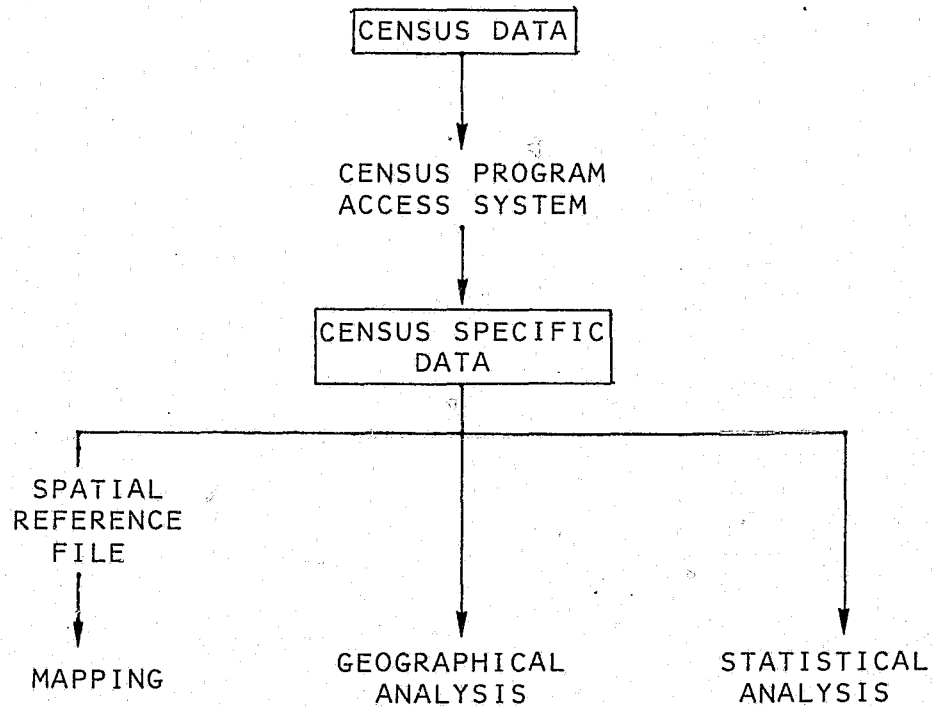 CENSUS DATA
CENSUS PROGRAM
ACCESS SYSTEM
CENSUS SPECIFIC
DATA
SPATIAL
REFERENCE
FILE
MAPPING
GEOGRAPHICAL
ANALYSIS
STATISTICAL
ANALYSIS